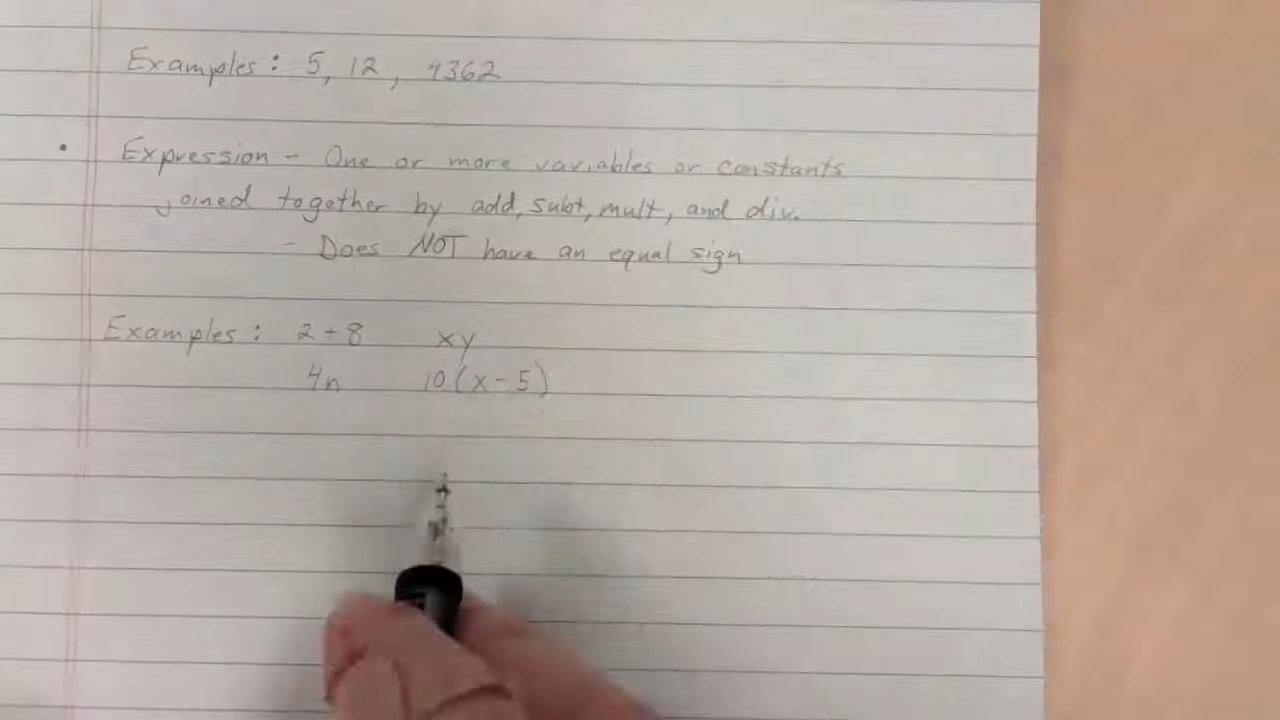 Examples: 5, 12, 9362
• Expression - One or more variables or constants
joined together by add, subt, mult, and div.
- Does NOT have an equal sign
Examples: 2+8 xy
4n 10(x-5)